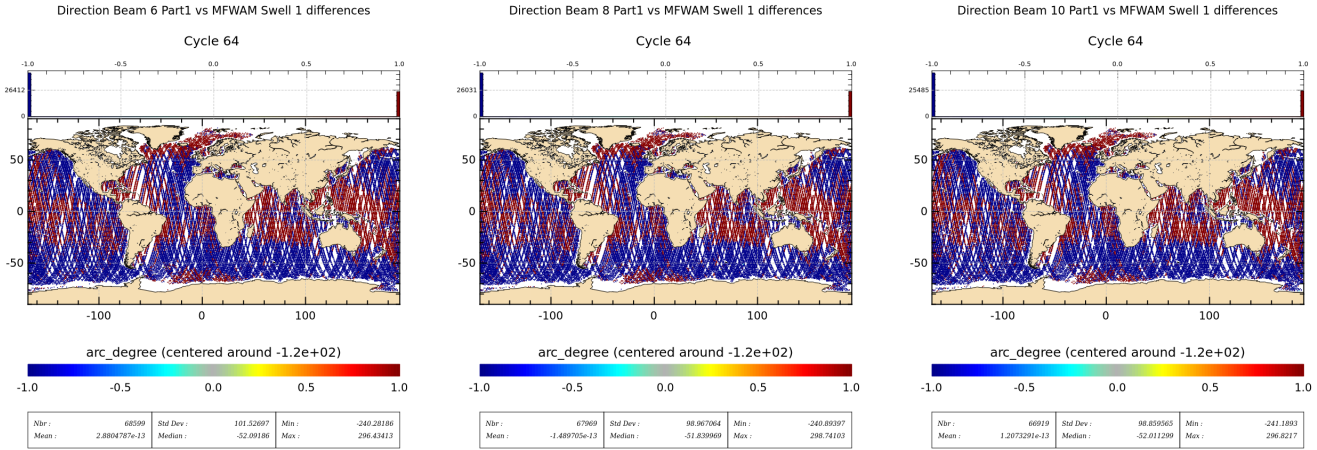 Direction Beam 6 Part1 vs MFWAM Swell 1 differences
Cycle 64
-1.0 -0.5 0.0 0.5 1.0
26412
0
50
0
-50
-100 0 100
arc_degree (centered around -1.2e+02)
-1.0 -0.5 0.0 0.5 1.0
Nbr : 68599 Std Dev : 101.52697 Min : -240.28186
Mean : 2.8804787e-13 Median : -52.09186 Max : 296.43413
Direction Beam 8 Part1 vs MFWAM Swell 1 differences
Cycle 64
-1.0 -0.5 0.0 0.5 1.0
26031
0
50
0
-50
-100 0 100
arc_degree (centered around -1.2e+02)
-1.0 -0.5 0.0 0.5 1.0
Nbr : 67969 Std Dev : 98.967064 Min : -240.89397
Mean : -1.489705e-13 Median : -51.839969 Max : 298.74103
Direction Beam 10 Part1 vs MFWAM Swell 1 differences
Cycle 64
-1.0 -0.5 0.0 0.5 1.0
25485
0
50
0
-50
-100 0 100
arc_degree (centered around -1.2e+02)
-1.0 -0.5 0.0 0.5 1.0
Nbr : 66919 Std Dev : 98.859565 Min : -241.1893
Mean : 1.2073291e-13 Median : -52.011299 Max : 296.8217